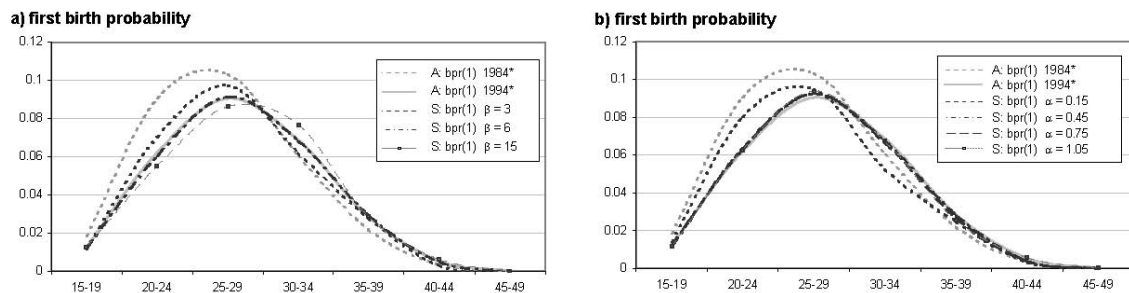 a) first birth probability
0.12
0.1
0.08
0.06
0.04
0.02
0
15-19 20-24 25-29 30-34 35-39 40-44 45-49
A: bpr(1) 1984*
A: bpr(1) 1994*
S: bpr(1) β = 3
S: bpr(1) β = 6
S: bpr(1) β = 15
b) first birth probability
0.12
0.1
0.08
0.06
0.04
0.02
0
15-19 20-24 25-29 30-34 35-39 40-44 45-49
A: bpr(1) 1984*
A: bpr(1) 1994*
S: bpr(1) α = 0.15
S: bpr(1) α = 0.45
S: bpr(1) α = 0.75
S: bpr(1) α = 1.05